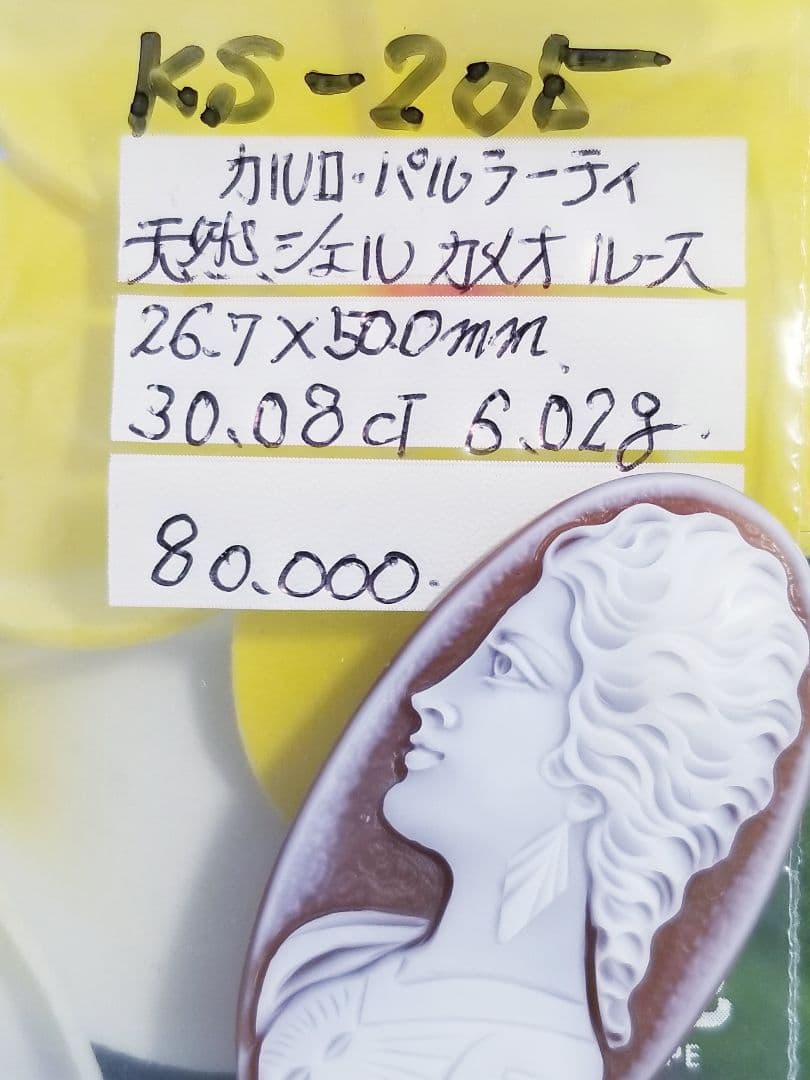 KS-205
カルロ・パルラーティ
天然シェル カメオ ルース
26.7×50.0mm.
30.08ct 6.02g.
80.000.
PE